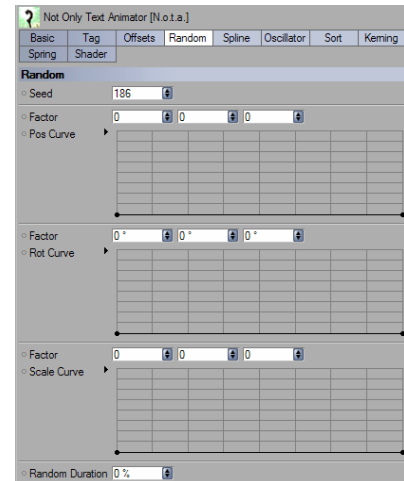 Not Only Text Animator [N.o.t.a.]
Basic Tag Offsets Random Spline Oscillator Sort Kerning
Spring Shader
Random
Seed 186
Factor 0 0 0
Pos Curve
Factor 0 ° 0 ° 0 °
Rot Curve
Factor 0 0 0
Scale Curve
Random Duration 0 %